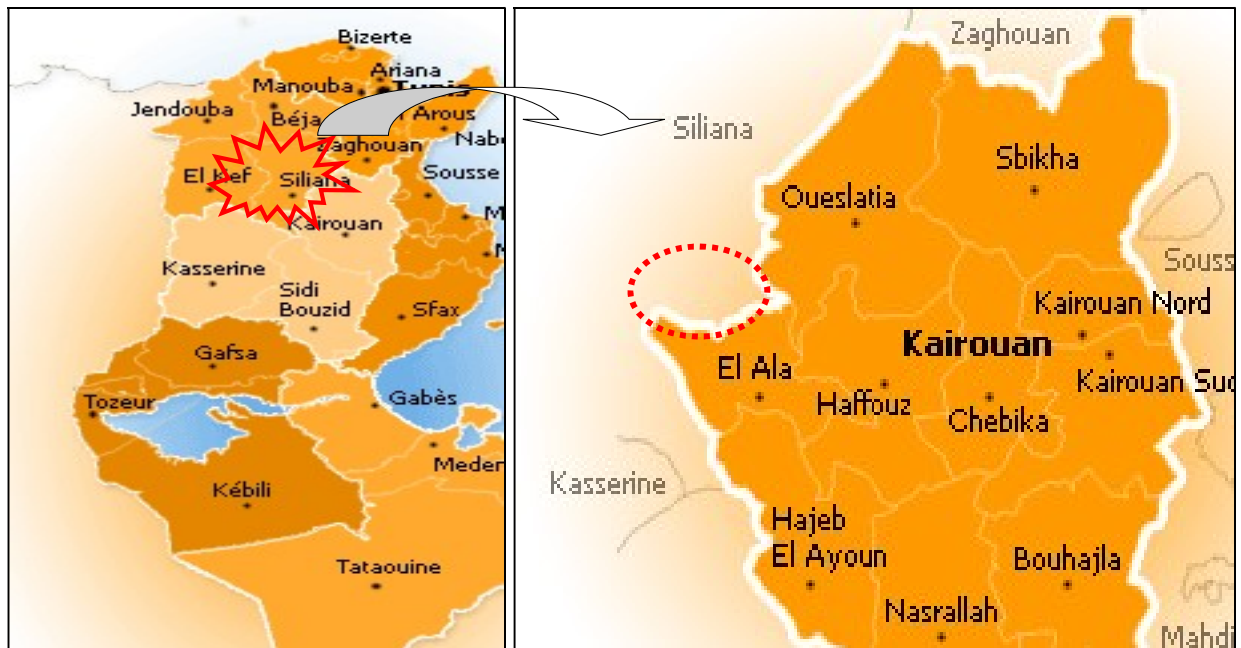 Bizerte
Ariana
Manouba
Jendouba
Béja
Arous
Zaghouan
El Kef
Siliana
Sousse
Kairouan
Kasserine
Sidi
Bouzid
Sfax
Gafsa
Tozeur
Gabès
Meder
Kébili
Tataouine
Zaghouan
Siliana
Sbikha
Oueslatia
Souss
Kairouan Nord
Kairouan
El Ala
Kairouan Sud
Haffouz
Chebika
Kasserine
Hajeb
El Ayoun
Bouhajla
Nasrallah
Mahdi